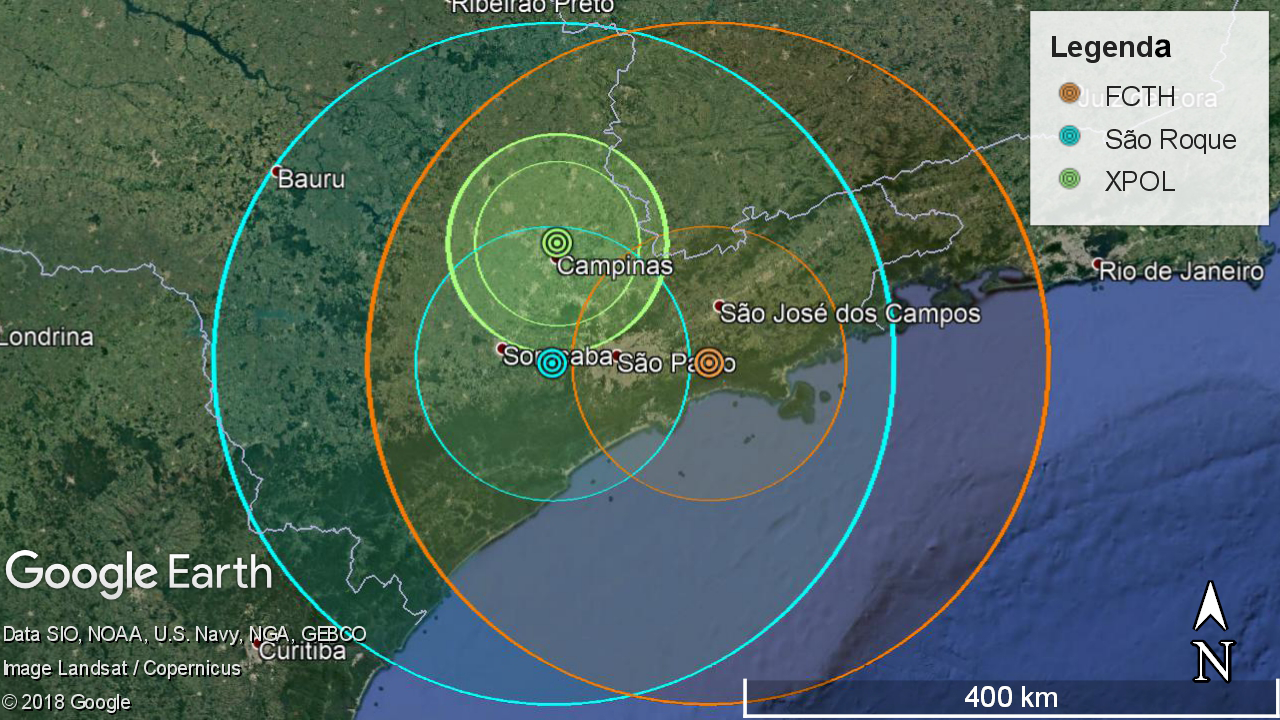 Ribeirão Preto
Legenda
FCTH
Juiz de Fora
São Roque
Bauru
XPOL
Campinas
Rio de Janeiro
São José dos Campos
Londrina
Sorocaba
São Paulo
Google Earth
Data SIO, NOAA, U.S. Navy, NGA, GEBCO
Curitiba
Image Landsat / Copernicus
© 2018 Google
N
400 km